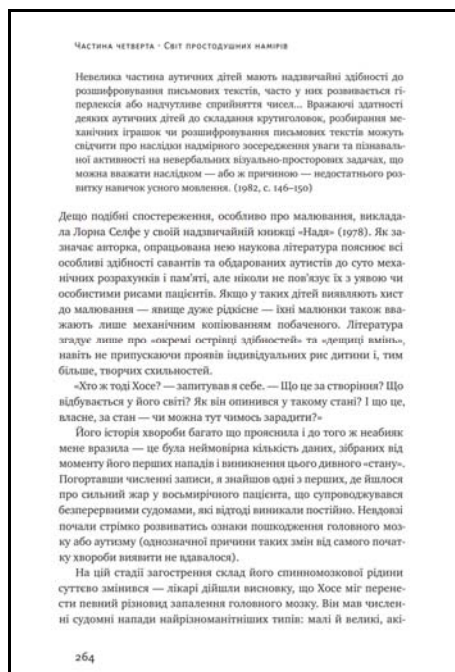 Частина четверта · Світ простодушних намірів
Невелика частина аутичних дітей мають надзвичайні здібності до
розшифровування письмових текстів, часто у них розвивається гі-
перлексія або надчутливе сприйняття чисел... Вражаючі здатності
деяких аутичних дітей до складання крутиголовок, розбирання ме-
ханічних іграшок чи розшифровування письмових текстів можуть
свідчити про наслідки надмірного зосередження уваги та пізнаваль-
ної активності на невербальних візуально-просторових задачах, що
можна вважати наслідком — або ж причиною — недостатнього роз-
витку навичок усного мовлення. (1982, с. 146–150)
Дещо подібні спостереження, особливо про малювання, виклада-
ла Лорна Селфе у своїй надзвичайній книжці «Надя» (1978). Як за-
значає авторка, опрацьована нею наукова література пояснює всі
особливі здібності савантів та обдарованих аутистів до суто меха-
нічних розрахунків і пам'яті, але ніколи не пов'язує їх з уявою чи
особистими рисами пацієнтів. Якщо у таких дітей виявляють хист
до малювання — явище дуже рідкісне — їхні малюнки також вва-
жають лише механічним копіюванням побаченого. Література
згадує лише про «окремі острівці здібностей» та «дещиці вмінь»,
навіть не припускаючи проявів індивідуальних рис дитини і, тим
більше, творчих схильностей.
«Хто ж тоді Хосе? — запитував я себе. — Що це за створіння? Що
відбувається у його світі? Як він опинився у такому стані? І що це,
власне, за стан — чи можна тут чимось зарадити?»
Його історія хвороби багато що прояснила і до того ж неабияк
мене вразила — це була неймовірна кількість даних, зібраних від
моменту його перших нападів і виникнення цього дивного «стану».
Погортавши численні записи, я знайшов одні з перших, де йшлося
про сильний жар у восьмирічного пацієнта, що супроводжувався
безперервними судомами, які відтоді виникали постійно. Невдовзі
почали стрімко розвиватись ознаки пошкодження головного моз-
ку або аутизму (однозначної причини таких змін від самого почат-
ку хвороби виявити не вдавалося).
На цій стадії загострення склад його спинномозкової рідини
суттєво змінився — лікарі дійшли висновку, що Хосе міг перене-
сти певний різновид запалення головного мозку. Він мав числен-
ні судомні напади найрізноманітніших типів: малі й великі, акі-
264